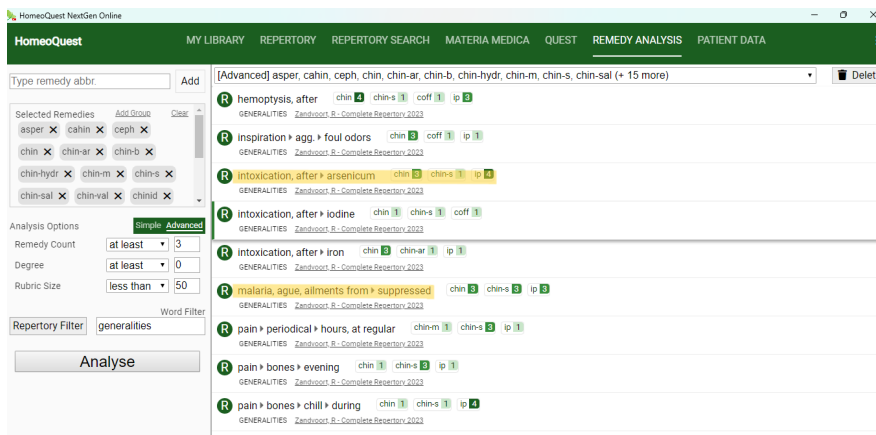 HomeoQuest NextGen Online
HomeoQuest MY LIBRARY REPERTORY REPERTORY SEARCH MATERIA MEDICA QUEST REMEDY ANALYSIS PATIENT DATA
Type remedy abbr. Add
Selected Remedies Add Group Clear
asper X cahin X ceph X
chin X chin-ar X chin-b X
chin-hydr X chin-m X chin-s X
chin-sal X chin-val X chinid X
Analysis Options Simple Advanced
Remedy Count at least 3
Degree at least 0
Rubric Size less than 50
Word Filter
Repertory Filter generalities
Analyse
[Advanced] asper, cahin, ceph, chin, chin-ar, chin-b, chin-hydr, chin-m, chin-s, chin-sal (+ 15 more) Delet
R hemoptysis, after chin 4 chin-s 1 coff 1 ip 3
GENERALITIES Zandvoort, R - Complete Repertory 2023
R inspiration ▸ agg. ▸ foul odors chin 3 coff 1 ip 1
GENERALITIES Zandvoort, R - Complete Repertory 2023
R intoxication, after ▸ arsenicum chin 3 chin-s 1 ip 4
GENERALITIES Zandvoort, R - Complete Repertory 2023
R intoxication, after ▸ iodine chin 1 chin-s 1 coff 1
GENERALITIES Zandvoort, R - Complete Repertory 2023
R intoxication, after ▸ iron chin 3 chin-ar 1 ip 1
GENERALITIES Zandvoort, R - Complete Repertory 2023
R malaria, ague, ailments from ▸ suppressed chin 3 chin-s 3 ip 3
GENERALITIES Zandvoort, R - Complete Repertory 2023
R pain ▸ periodical ▸ hours, at regular chin-m 1 chin-s 3 ip 1
GENERALITIES Zandvoort, R - Complete Repertory 2023
R pain ▸ bones ▸ evening chin 1 chin-s 3 ip 1
GENERALITIES Zandvoort, R - Complete Repertory 2023
R pain ▸ bones ▸ chill ▸ during chin 1 chin-s 1 ip 4
GENERALITIES Zandvoort, R - Complete Repertory 2023